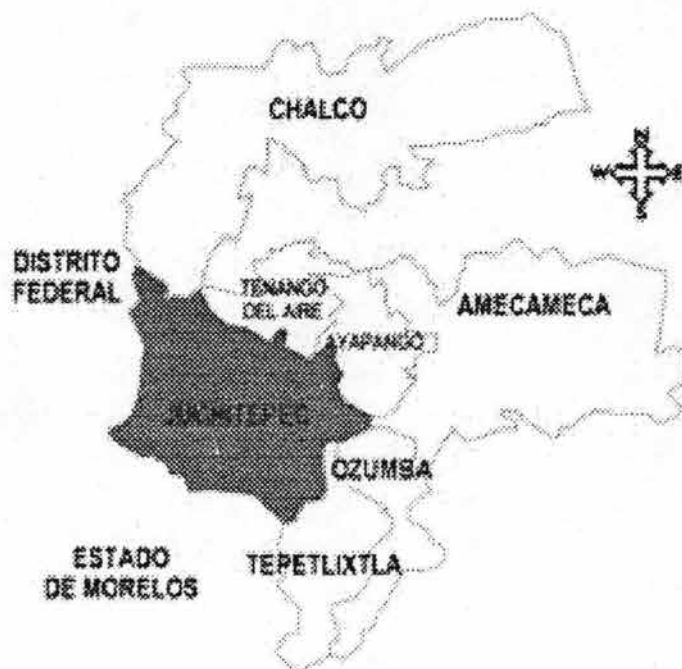 CHALCO
N
W E
S
DISTRITO
FEDERAL
TENANGO
DEL AIRE
AMECAMECA
AYAPANGO
JUCHITEPEC
OZUMBA
ESTADO
DE MORELOS
TEPETLIXTLA